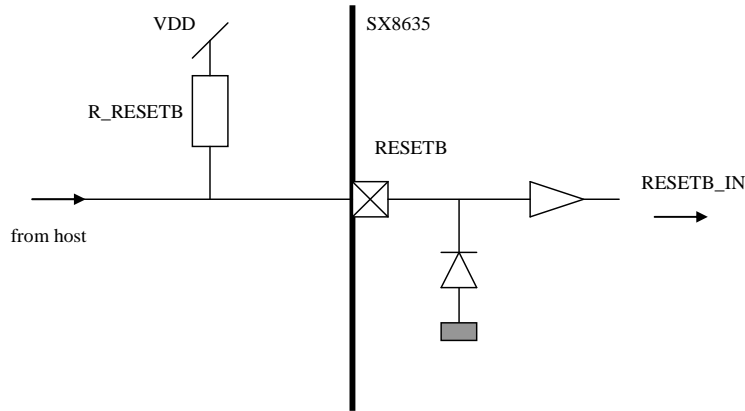 SX8635
VDD
R_RESETB
RESETB
RESETB_IN
from host